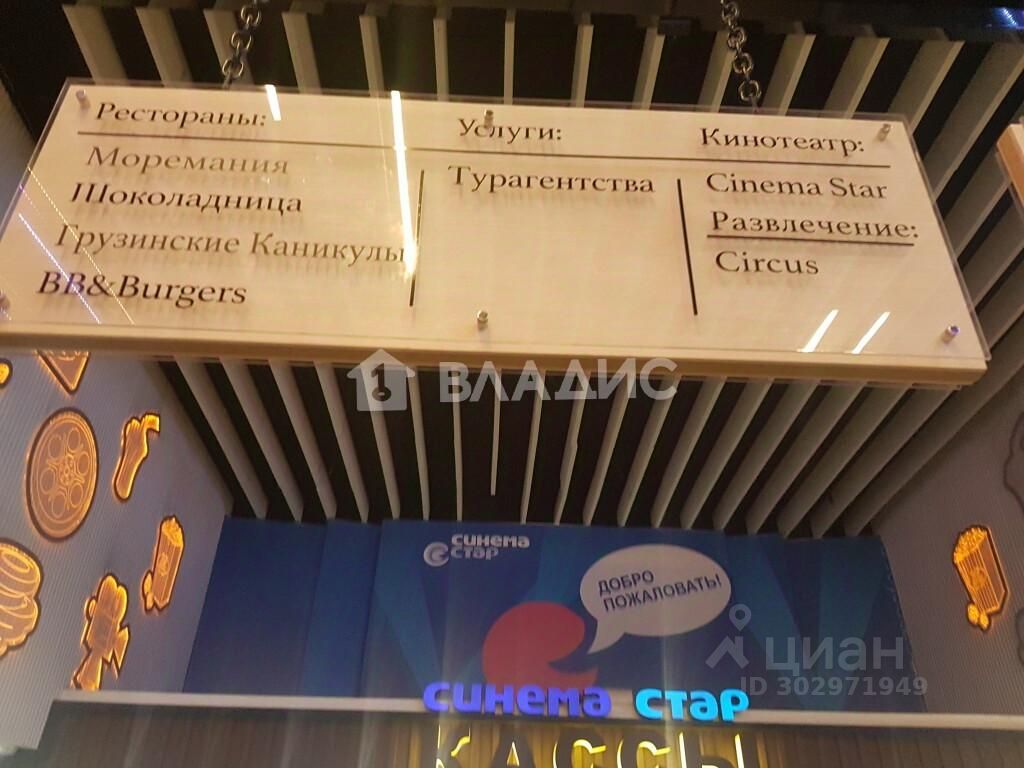 Рестораны:
Моремания
Шоколадница
Грузинские Каникулы
BB&Burgers
Услуги:
Турагентства
Кинотеатр:
Cinema Star
Развлечение:
Circus
ВЛАДИС
синема
стар
ДОБРО
ПОЖАЛОВАТЬ!
циан
ID 302971949
синема стар
КАССЫ